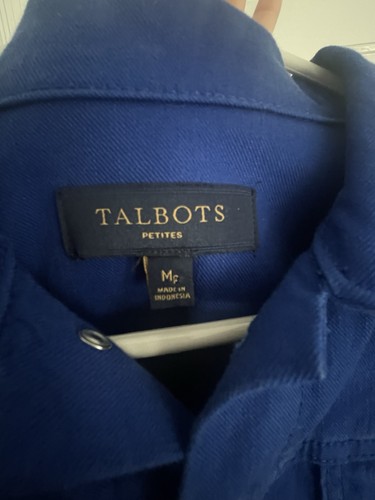 TALBOTS
PETITES
MP
MADE IN
INDONESIA